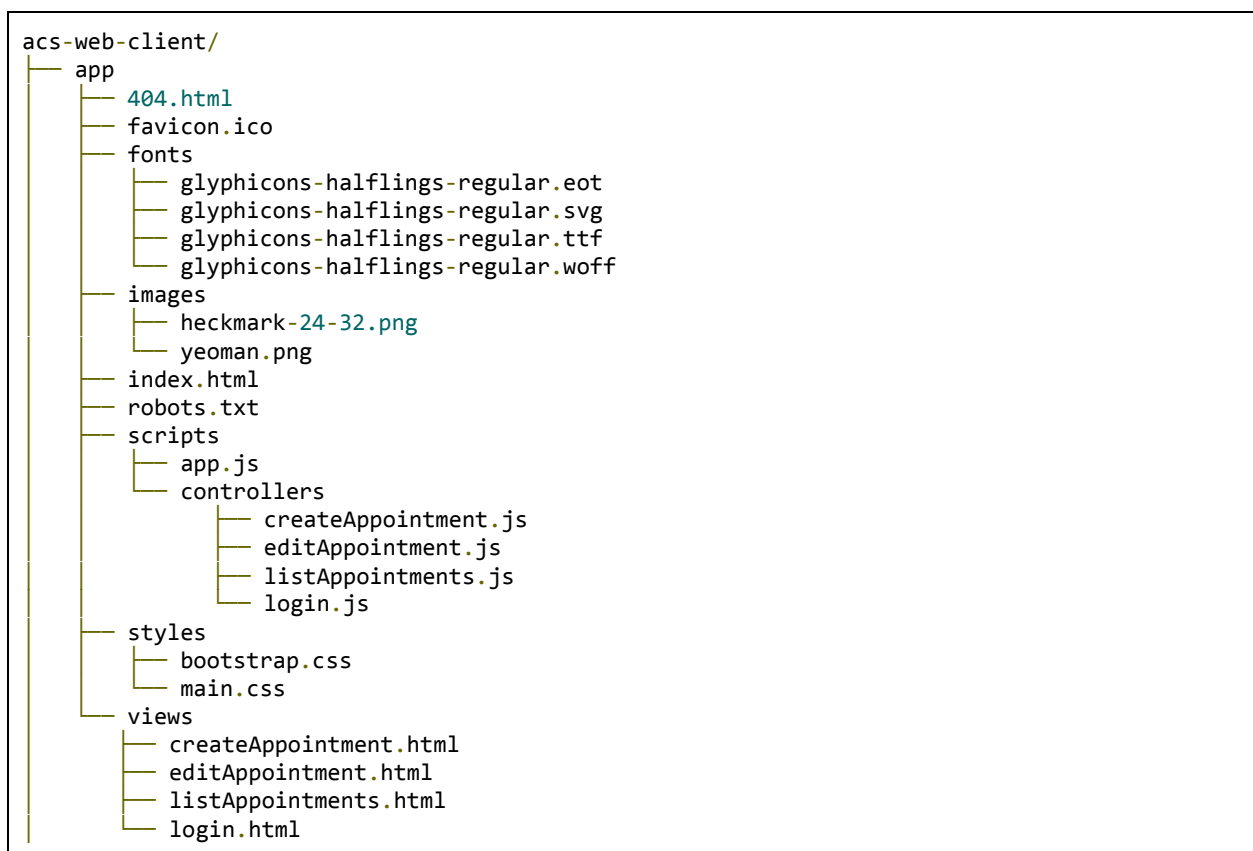 acs-web-client/
├── app
│   ├── 404.html
│   ├── favicon.ico
│   ├── fonts
│   │   ├── glyphicons-halflings-regular.eot
│   │   ├── glyphicons-halflings-regular.svg
│   │   ├── glyphicons-halflings-regular.ttf
│   │   └── glyphicons-halflings-regular.woff
│   ├── images
│   │   ├── heckmark-24-32.png
│   │   └── yeoman.png
│   ├── index.html
│   ├── robots.txt
│   ├── scripts
│   │   ├── app.js
│   │   └── controllers
│   │       ├── createAppointment.js
│   │       ├── editAppointment.js
│   │       ├── listAppointments.js
│   │       └── login.js
│   ├── styles
│   │   ├── bootstrap.css
│   │   └── main.css
│   └── views
│       ├── createAppointment.html
│       ├── editAppointment.html
│       ├── listAppointments.html
│       └── login.html